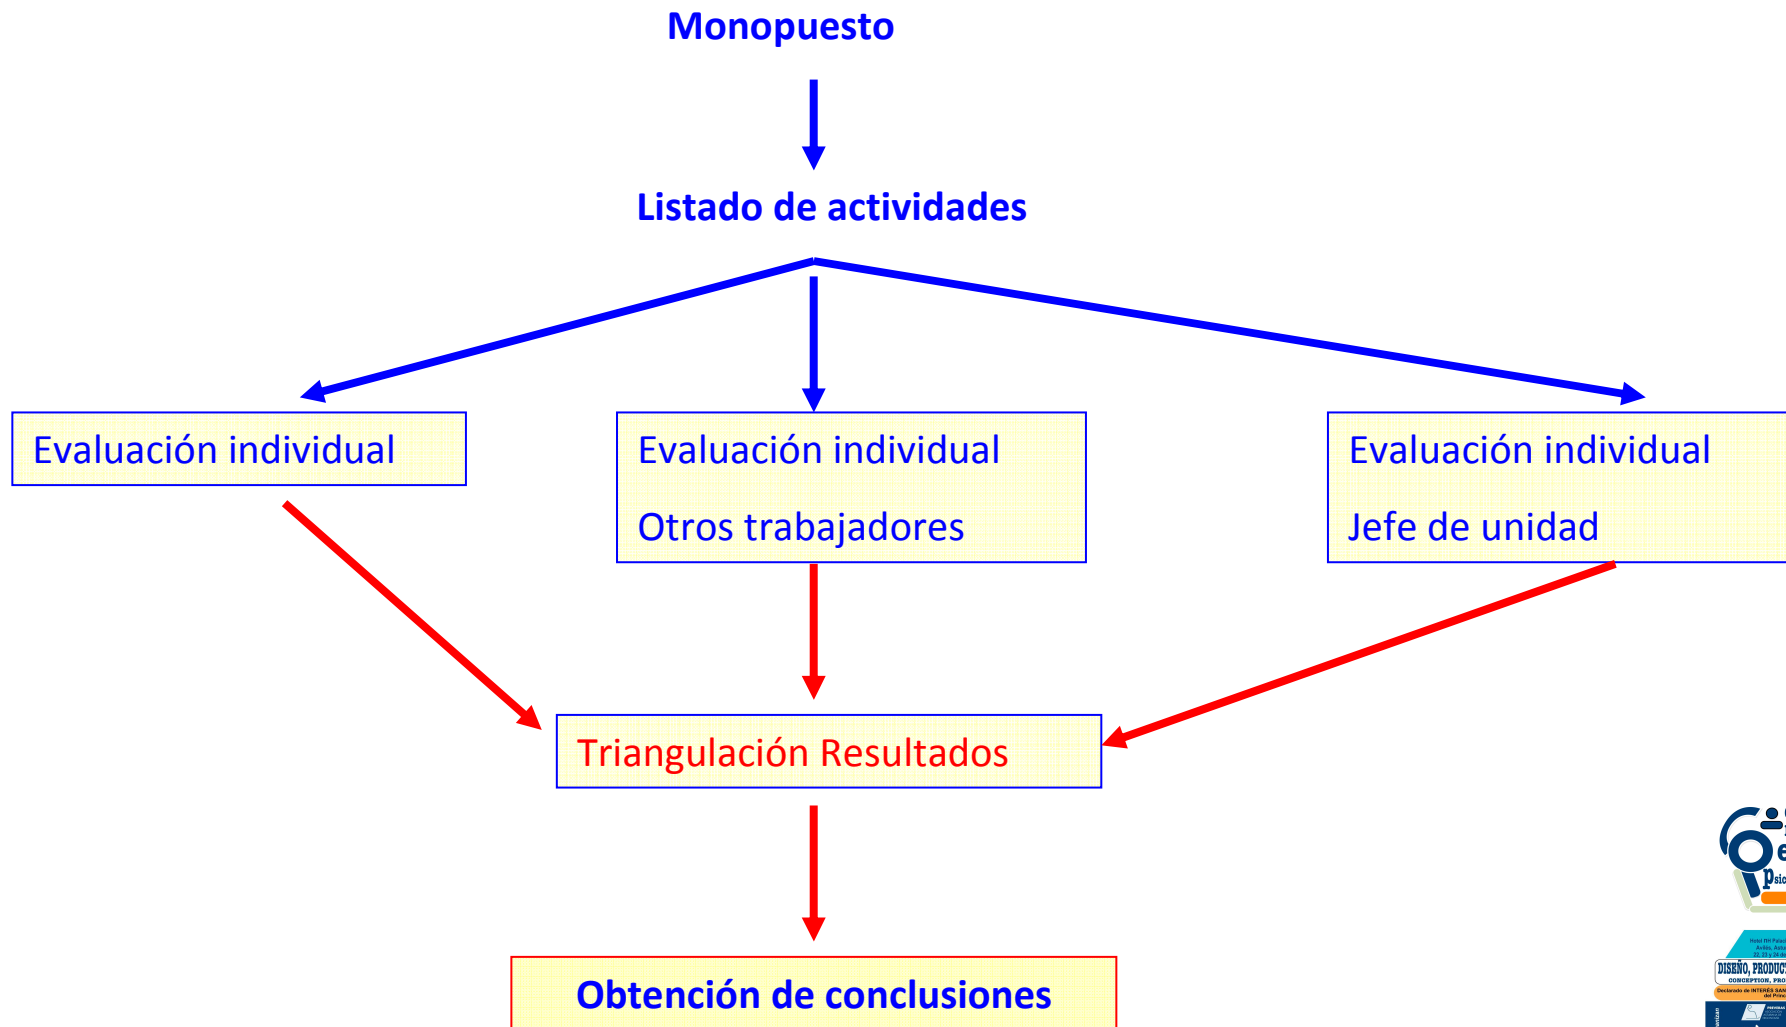 Monopuesto
Listado de actividades
Evaluación individual
Evaluación individual
Otros trabajadores
Evaluación individual
Jefe de unidad
Triangulación Resultados
Obtención de conclusiones